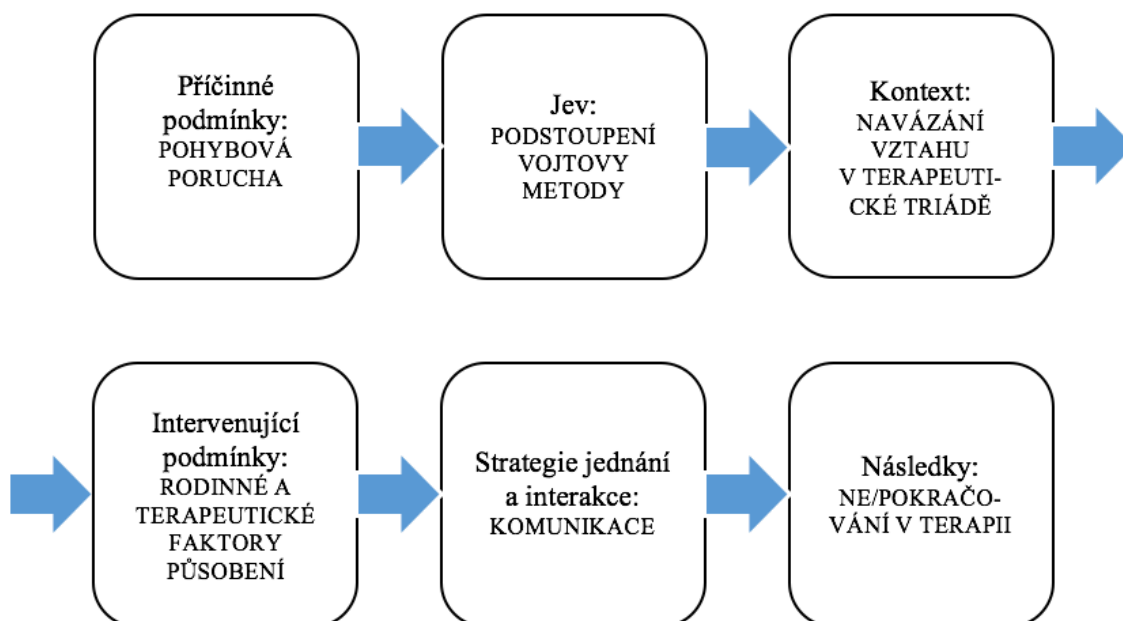 Příčinné
podmínky:
POHYBOVÁ
PORUCHA
Jev:
PODSTOUPENÍ
VOJTOVY
METODY
Kontext:
NAVÁZÁNÍ
VZTAHU
V TERAPEUTI-
CKÉ TRIÁDĚ
Intervenující
podmínky:
RODINNÉ A
TERAPEUTICKÉ
FAKTORY
PŮSOBENÍ
Strategie jednání
a interakce:
KOMUNIKACE
Následky:
NE/POKRAČO-
VÁNÍ V TERAPII